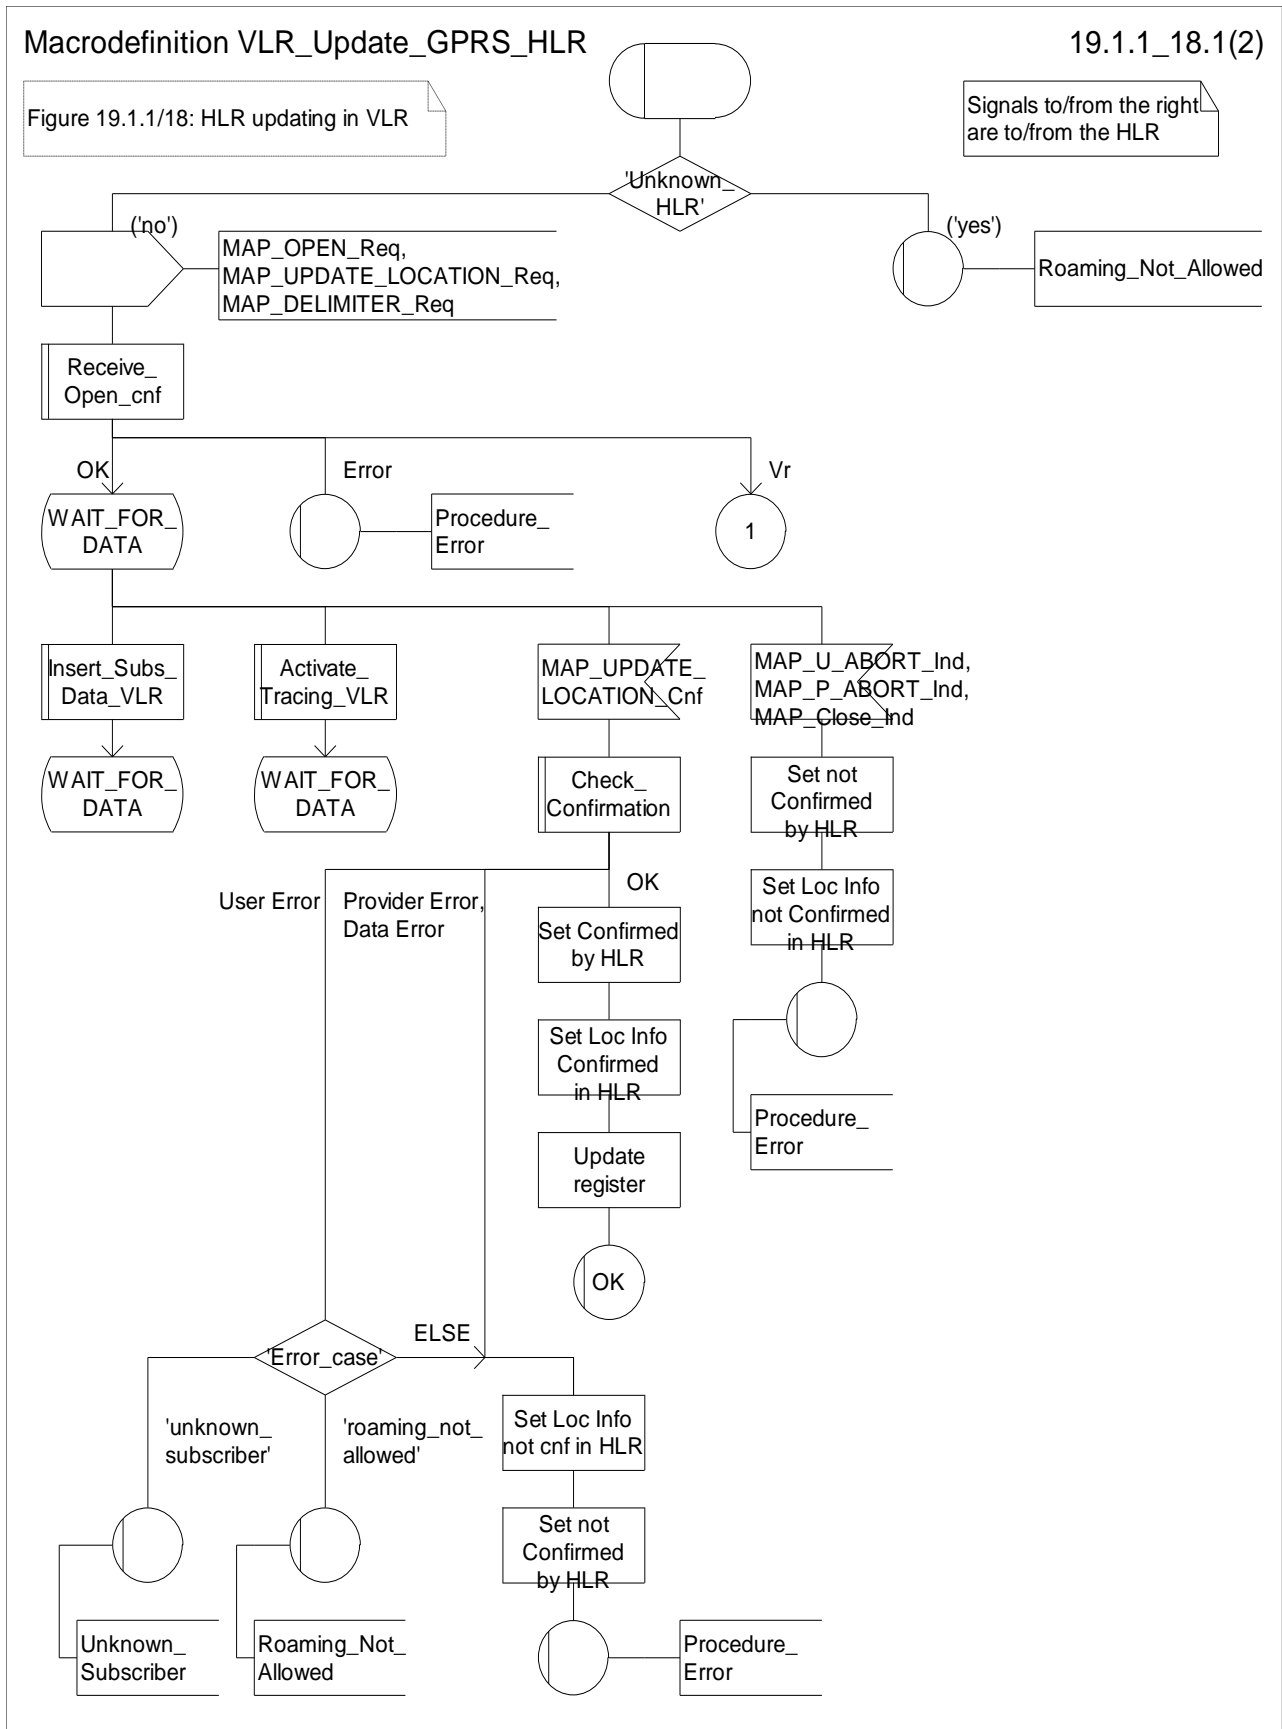 Macrodefinition VLR_Update_GPRS_HLR
19.1.1_18.1(2)
Figure 19.1.1/18: HLR updating in VLR
Signals to/from the right
are to/from the HLR
'Unknown_
HLR'
('no')
('yes')
MAP_OPEN_Req,
MAP_UPDATE_LOCATION_Req,
MAP_DELIMITER_Req
Roaming_Not_Allowed
Receive_
Open_cnf
OK
Error
Vr
WAIT_FOR_
DATA
Procedure_
Error
1
Insert_Subs_
Data_VLR
Activate_
Tracing_VLR
MAP_UPDATE_
LOCATION_Cnf
MAP_U_ABORT_Ind,
MAP_P_ABORT_Ind,
MAP_Close_Ind
WAIT_FOR_
DATA
WAIT_FOR_
DATA
Check_
Confirmation
Set not
Confirmed
by HLR
User Error
Provider Error,
Data Error
OK
Set Loc Info
not Confirmed
in HLR
Set Confirmed
by HLR
Set Loc Info
Confirmed
in HLR
Procedure_
Error
Update
register
OK
ELSE
'Error_case'
'unknown_
subscriber'
'roaming_not_
allowed'
Set Loc Info
not cnf in HLR
Set not
Confirmed
by HLR
Unknown_
Subscriber
Roaming_Not_
Allowed
Procedure_
Error